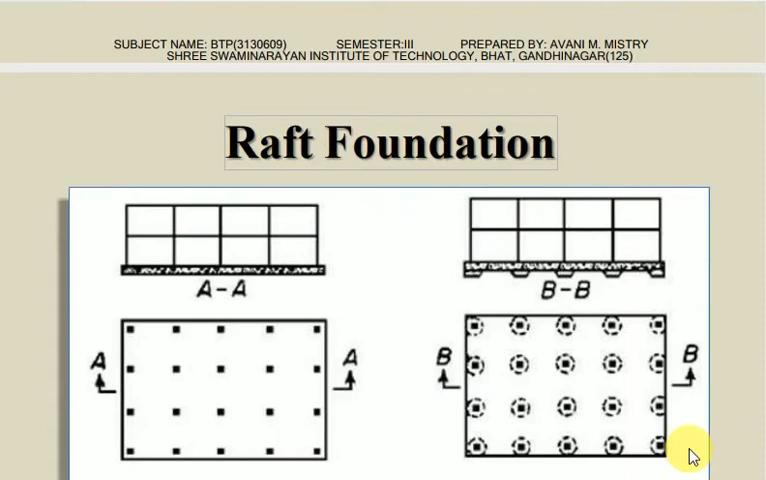 SUBJECT NAME: BTP(3130609) SEMESTER:III PREPARED BY: AVANI M. MISTRY
SHREE SWAMINARAYAN INSTITUTE OF TECHNOLOGY, BHAT, GANDHINAGAR(125)
Raft Foundation
A-A B-B
A A B B